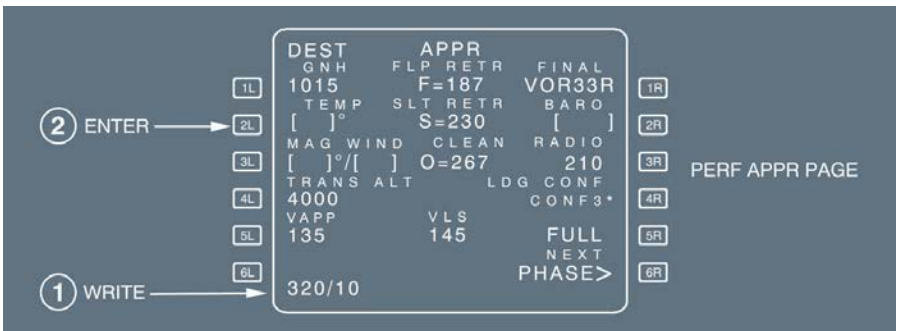 DEST APPR
GNH FLP RETR FINAL
1L 1015 F=187 VOR33R 1R
TEMP SLT RETR BARO
2 ENTER 2L [ ]° S=230 [ ] 2R
MAG WIND CLEAN RADIO
3L [ ]°/[ ] O=267 210 3R PERF APPR PAGE
TRANS ALT LDG CONF
4L 4000 CONF3* 4R
VAPP VLS
5L 135 145 FULL 5R
NEXT
6L PHASE> 6R
1 WRITE 320/10